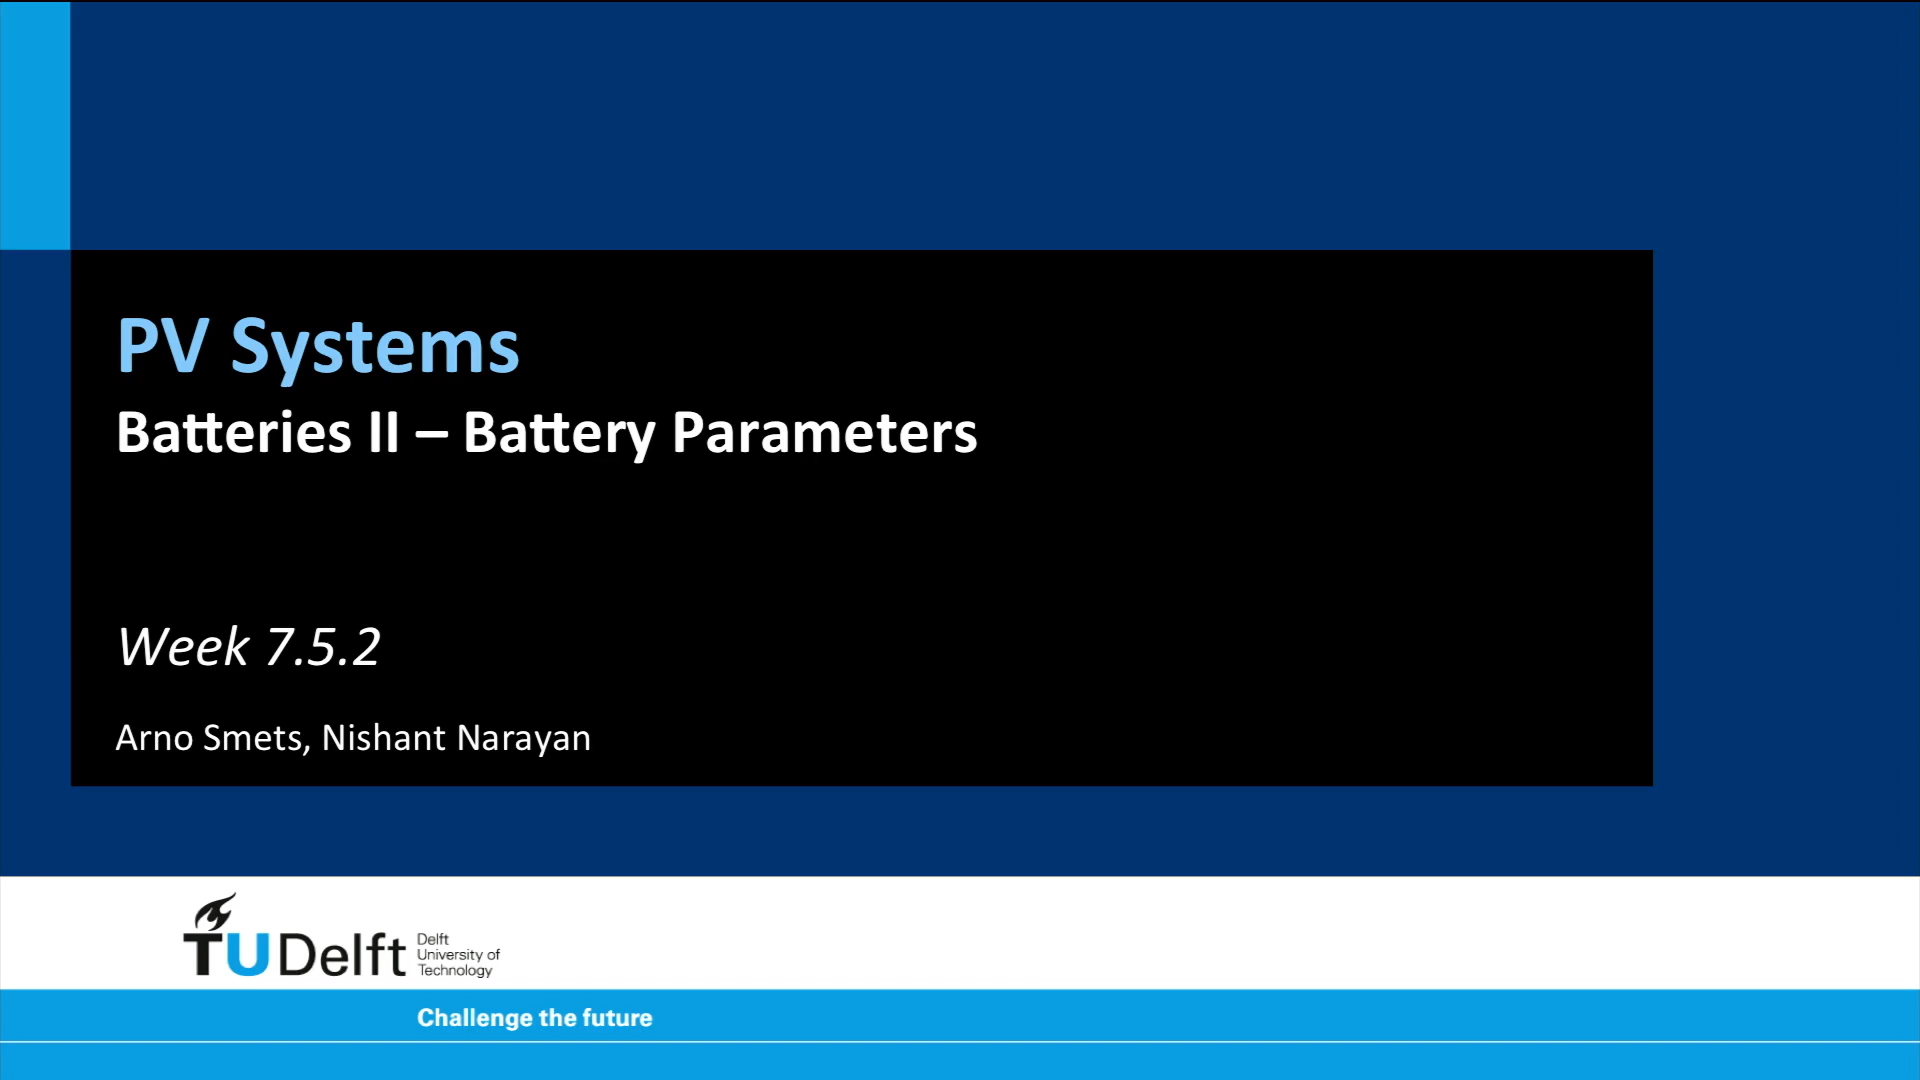 PV Systems
Batteries II – Battery Parameters
Week 7.5.2
Arno Smets, Nishant Narayan
TUDelft
Delft
University of
Technology
Challenge the future